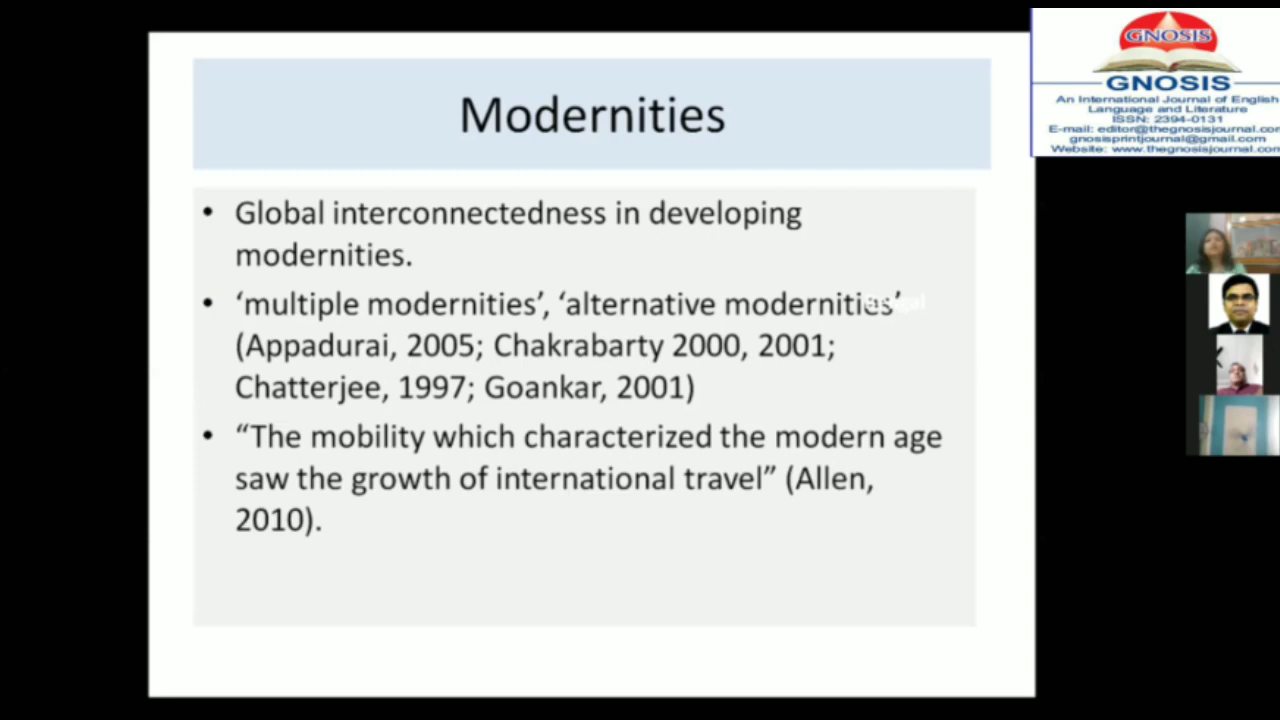 Modernities
• Global interconnectedness in developing
modernities.
• ‘multiple modernities’, ‘alternative modernities’
(Appadurai, 2005; Chakrabarty 2000, 2001;
Chatterjee, 1997; Goankar, 2001)
• “The mobility which characterized the modern age
saw the growth of international travel” (Allen,
2010).
GNOSIS
GNOSIS
An International Journal of English
Language and Literature
ISSN: 2394-0131
E-mail: editor@thegnosisjournal.com
gnosisprintjournal@gmail.com
Website: www.thegnosisjournal.com